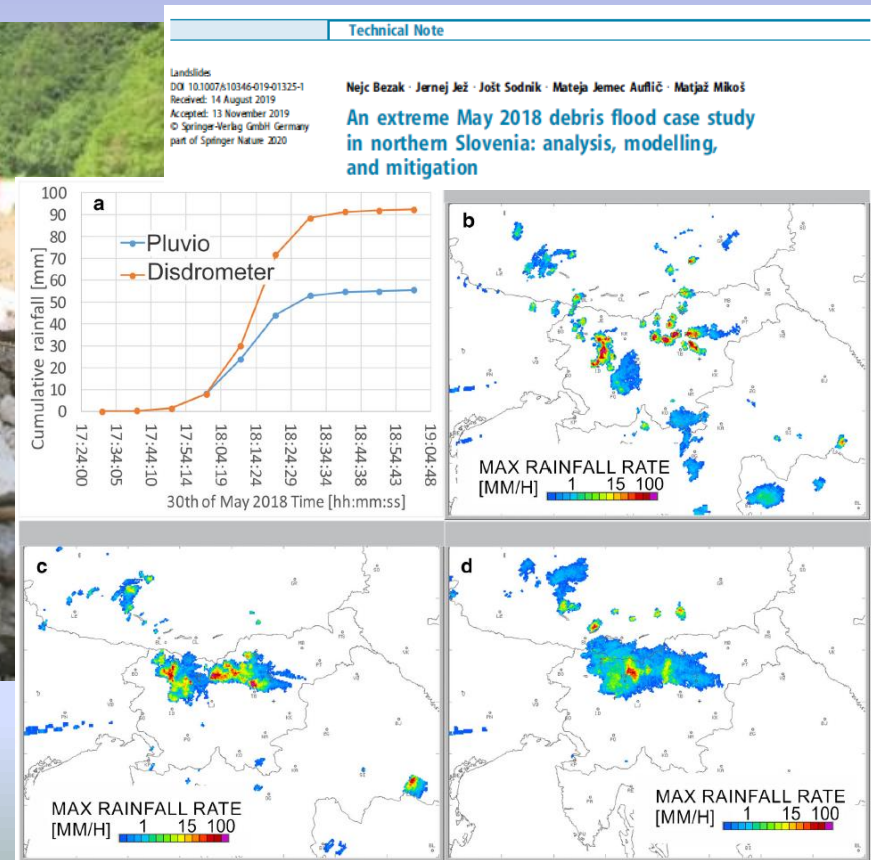 Technical Note
Landslides
DOI 10.1007/s10346-019-01325-1
Received: 14 August 2019
Accepted: 13 November 2019
© Springer-Verlag GmbH Germany
part of Springer Nature 2020
Nejc Bezak · Jernej Jež · Jošt Sodnik · Mateja Jemec Auflič · Matjaž Mikoš
An extreme May 2018 debris flood case study
in northern Slovenia: analysis, modelling,
and mitigation
a
Cumulative rainfall [mm]
100
90
80
70
60
50
40
30
20
10
0
Pluvio
Disdrometer
17:24:00
17:34:05
17:44:10
17:54:14
18:04:19
18:14:24
18:24:29
18:34:34
18:44:38
18:54:43
19:04:48
30th of May 2018 Time [hh:mm:ss]
b
MAX RAINFALL RATE
[MM/H] 1 15 100
c
MAX RAINFALL RATE
[MM/H] 1 15 100
d
MAX RAINFALL RATE
[MM/H] 1 15 100